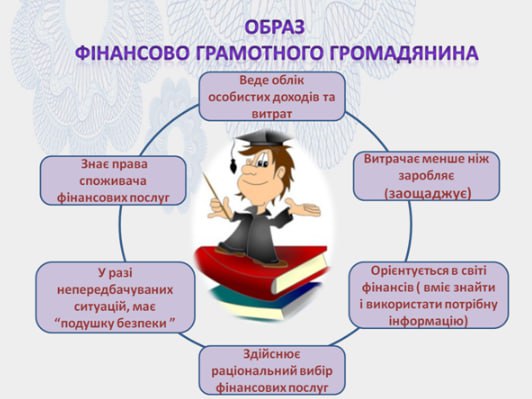 ОБРАЗ
ФІНАНСОВО ГРАМОТНОГО ГРОМАДЯНИНА
Веде облік
особистих доходів та
витрат
Витрачає менше ніж
заробляє
(заощаджує)
Орієнтується в світі
фінансів ( вміє знайти
і використати потрібну
інформацію)
Здійснює
раціональний вибір
фінансових послуг
У разі
непередбачуваних
ситуацій, має
“подушку безпеки ”
Знає права
споживача
фінансових послуг